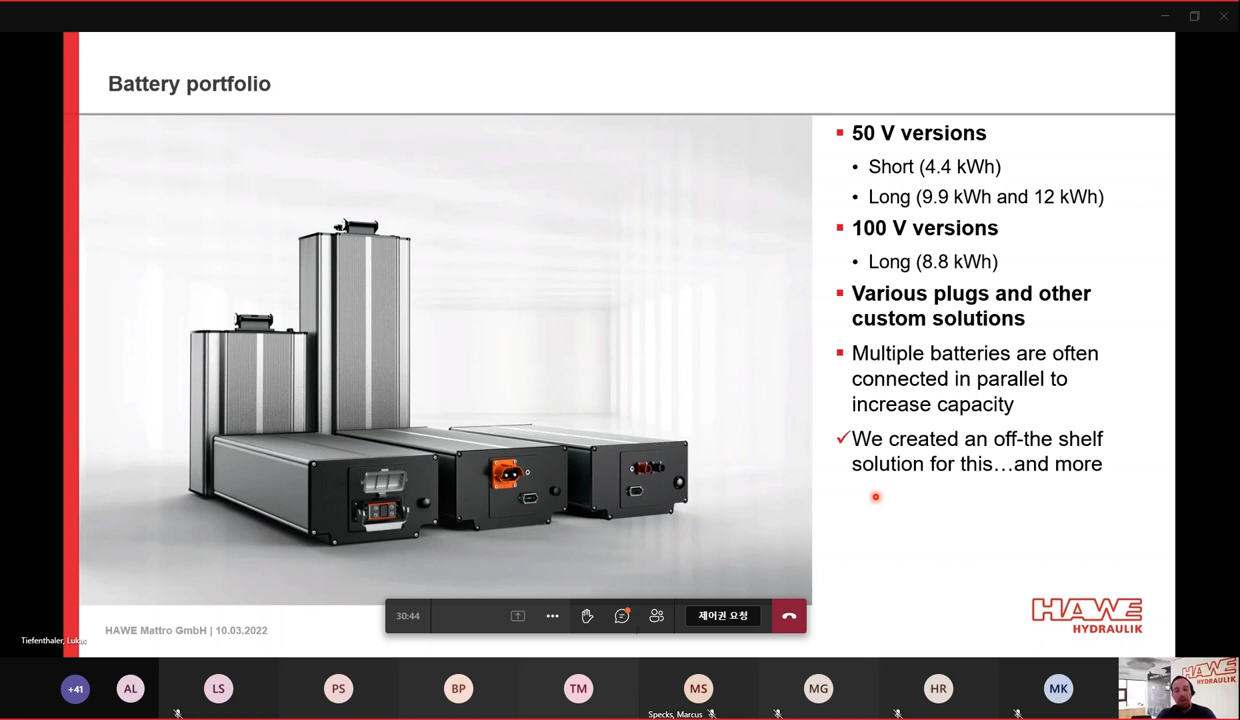 Battery portfolio
50 V versions
Short (4.4 kWh)
Long (9.9 kWh and 12 kWh)
100 V versions
Long (8.8 kWh)
Various plugs and other
custom solutions
Multiple batteries are often
connected in parallel to
increase capacity
We created an off-the shelf
solution for this…and more
30:44
제어권 요청
HAWE
HYDRAULIK
HAWE Mattro GmbH | 10.03.2022
Tiefenthaler,
+41
AL
LS
PS
BP
TM
MS
MG
HR
MK
Specks, Marcus
HAWE
HYDRAULIK